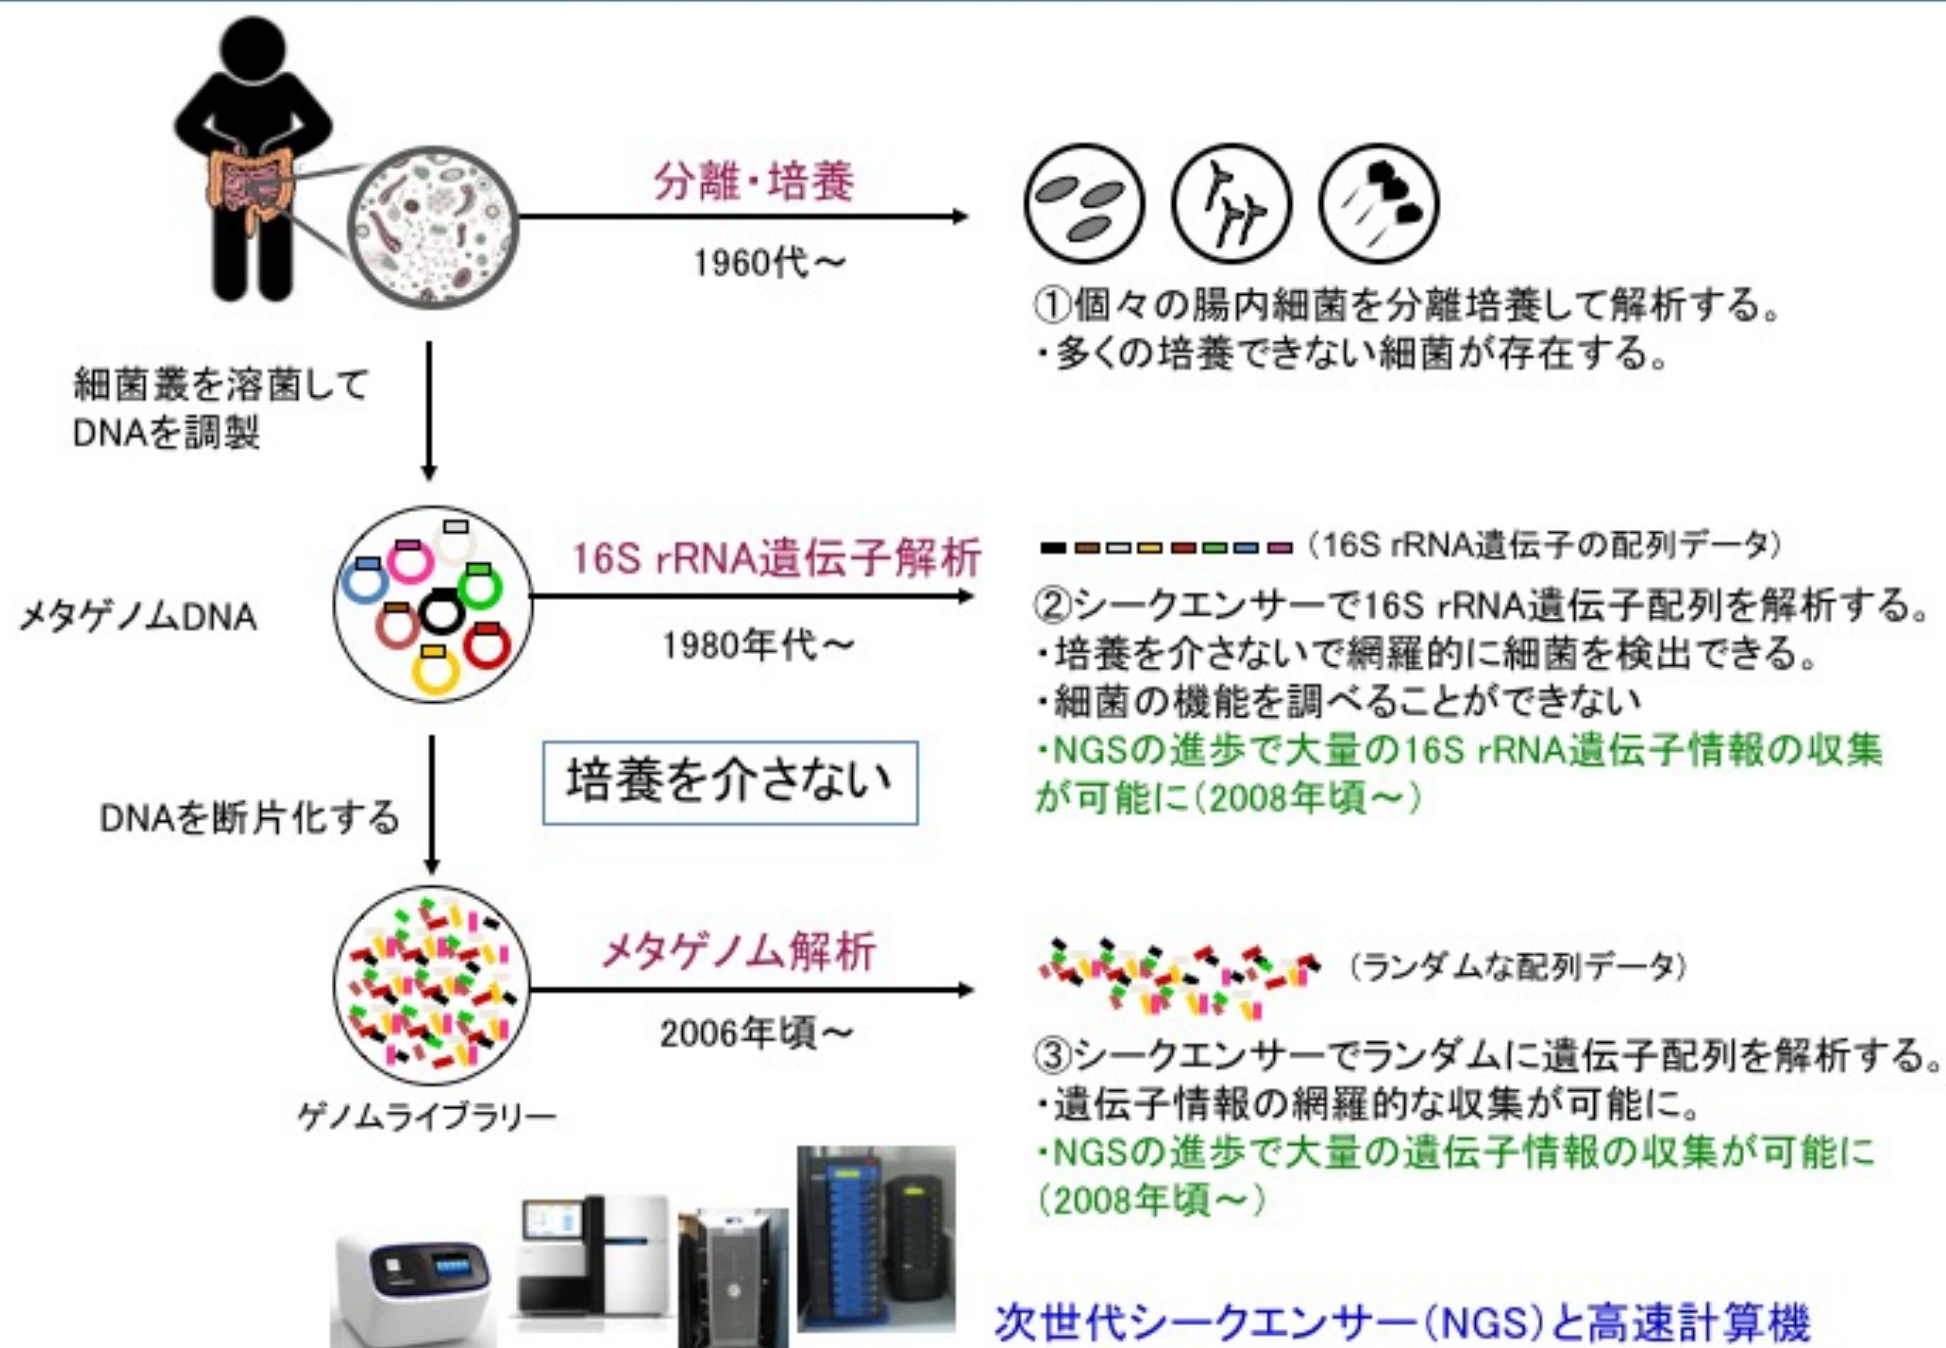 分離・培養
1960代～
①個々の腸内細菌を分離培養して解析する。
・多くの培養できない細菌が存在する。
細菌叢を溶菌して
DNAを調製
メタゲノムDNA
16S rRNA遺伝子解析
1980年代～
(16S rRNA遺伝子の配列データ)
②シークエンサーで16S rRNA遺伝子配列を解析する。
・培養を介さないで網羅的に細菌を検出できる。
・細菌の機能を調べることができない
・NGSの進歩で大量の16S rRNA遺伝子情報の収集
が可能に(2008年頃～)
培養を介さない
DNAを断片化する
メタゲノム解析
2006年頃～
ゲノムライブラリー
(ランダムな配列データ)
③シークエンサーでランダムに遺伝子配列を解析する。
・遺伝子情報の網羅的な収集が可能に。
・NGSの進歩で大量の遺伝子情報の収集が可能に
(2008年頃～)
次世代シークエンサー(NGS)と高速計算機